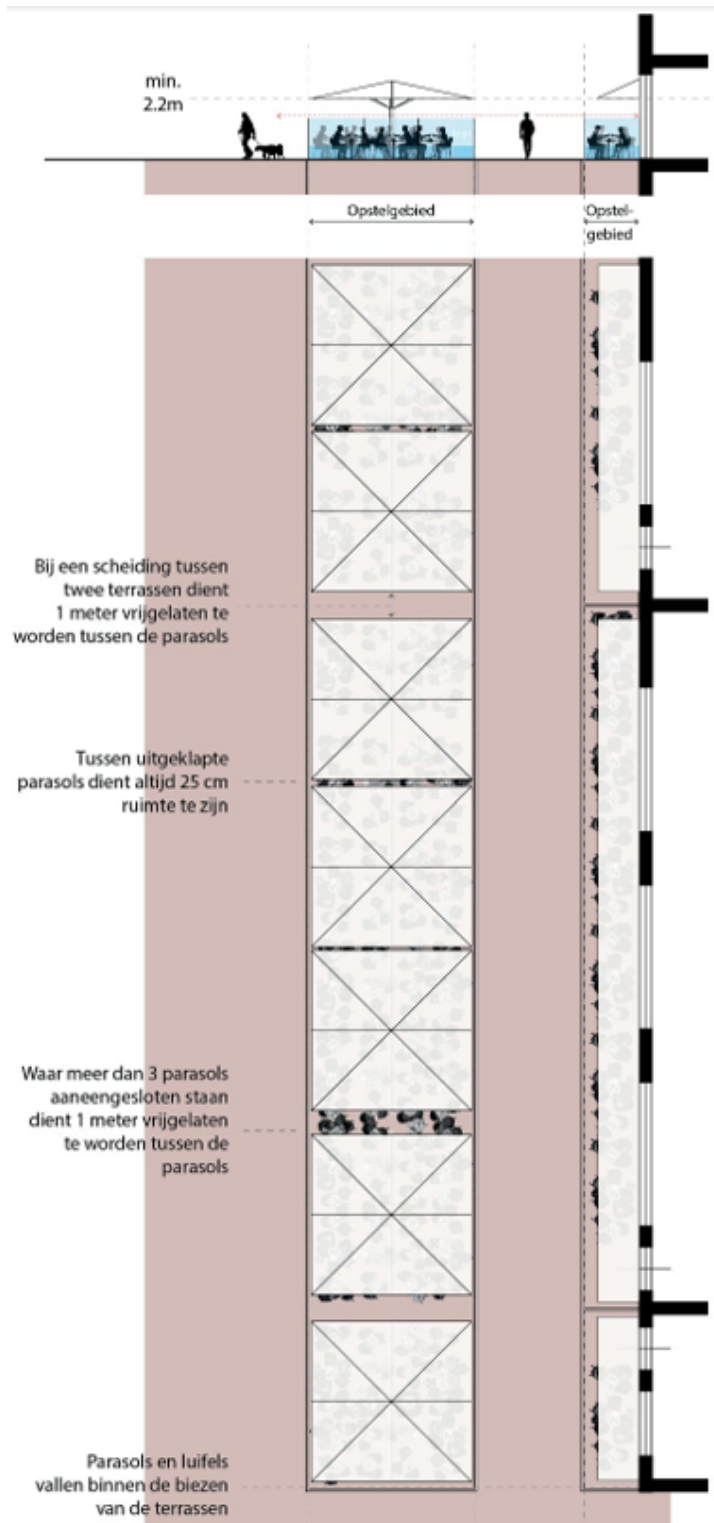 min.
2.2m
Opstelgebied
Opstel-
gebied
Bij een scheiding tussen
twee terrassen dient
1 meter vrijgelaten te
worden tussen de parasols
Tussen uitgeklapte
parasols dient altijd 25 cm
ruimte te zijn
Waar meer dan 3 parasols
aaneengesloten staan
dient 1 meter vrijgelaten
te worden tussen de
parasols
Parasols en luifels
vallen binnen de biezen
van de terrassen